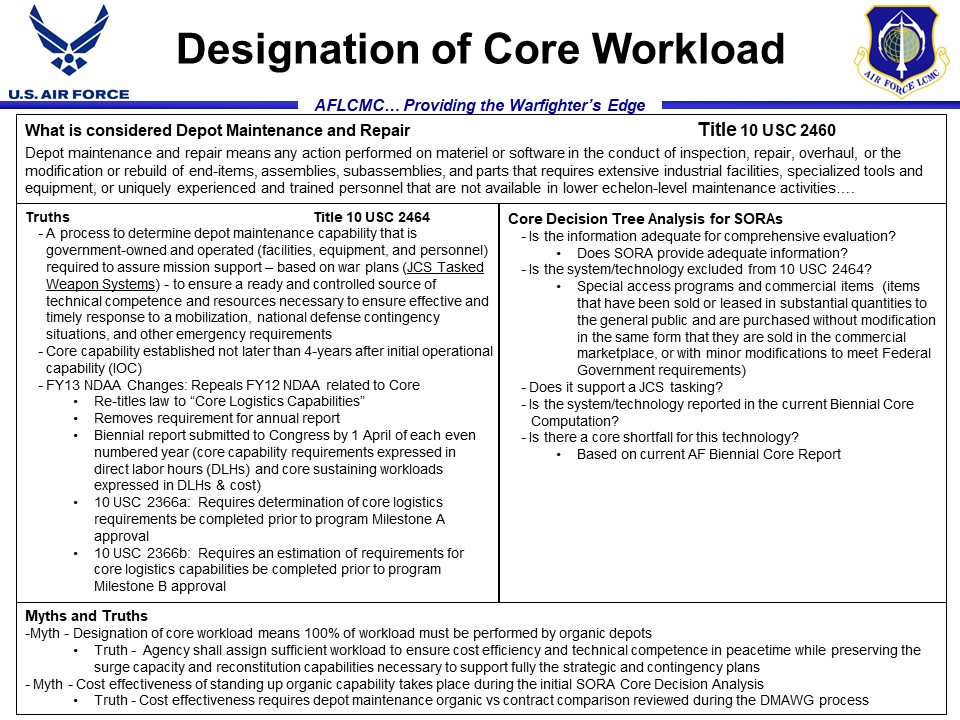 Designation of Core Workload
U.S. AIR FORCE
AIR FORCE LCMC
AFLCMC… Providing the Warfighter's Edge
What is considered Depot Maintenance and Repair Title 10 USC 2460
Depot maintenance and repair means any action performed on materiel or software in the conduct of inspection, repair, overhaul, or the
modification or rebuild of end-items, assemblies, subassemblies, and parts that requires extensive industrial facilities, specialized tools and
equipment, or uniquely experienced and trained personnel that are not available in lower echelon-level maintenance activities….
Truths Title 10 USC 2464
- A process to determine depot maintenance capability that is
government-owned and operated (facilities, equipment, and personnel)
required to assure mission support – based on war plans (JCS Tasked
Weapon Systems) - to ensure a ready and controlled source of
technical competence and resources necessary to ensure effective and
timely response to a mobilization, national defense contingency
situations, and other emergency requirements
- Core capability established not later than 4-years after initial operational
capability (IOC)
- FY13 NDAA Changes: Repeals FY12 NDAA related to Core
• Re-titles law to “Core Logistics Capabilities”
• Removes requirement for annual report
• Biennial report submitted to Congress by 1 April of each even
numbered year (core capability requirements expressed in
direct labor hours (DLHs) and core sustaining workloads
expressed in DLHs & cost)
• 10 USC 2366a: Requires determination of core logistics
requirements be completed prior to program Milestone A
approval
• 10 USC 2366b: Requires an estimation of requirements for
core logistics capabilities be completed prior to program
Milestone B approval
Core Decision Tree Analysis for SORAs
- Is the information adequate for comprehensive evaluation?
• Does SORA provide adequate information?
- Is the system/technology excluded from 10 USC 2464?
• Special access programs and commercial items (items
that have been sold or leased in substantial quantities to
the general public and are purchased without modification
in the same form that they are sold in the commercial
marketplace, or with minor modifications to meet Federal
Government requirements)
- Does it support a JCS tasking?
- Is the system/technology reported in the current Biennial Core
Computation?
- Is there a core shortfall for this technology?
• Based on current AF Biennial Core Report
Myths and Truths
-Myth - Designation of core workload means 100% of workload must be performed by organic depots
• Truth - Agency shall assign sufficient workload to ensure cost efficiency and technical competence in peacetime while preserving the
surge capacity and reconstitution capabilities necessary to support fully the strategic and contingency plans
- Myth - Cost effectiveness of standing up organic capability takes place during the initial SORA Core Decision Analysis
• Truth - Cost effectiveness requires depot maintenance organic vs contract comparison reviewed during the DMAWG process